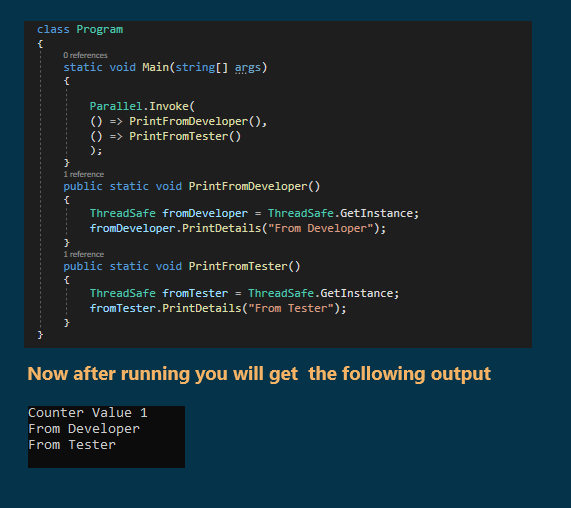 class Program
{
0 references
static void Main(string[] args)
{
Parallel.Invoke(
() => PrintFromDeveloper(),
() => PrintFromTester()
);
}
1 reference
public static void PrintFromDeveloper()
{
ThreadSafe fromDeveloper = ThreadSafe.GetInstance;
fromDeveloper.PrintDetails("From Developer");
}
1 reference
public static void PrintFromTester()
{
ThreadSafe fromTester = ThreadSafe.GetInstance;
fromTester.PrintDetails("From Tester");
}
}
Now after running you will get the following output
Counter Value 1
From Developer
From Tester